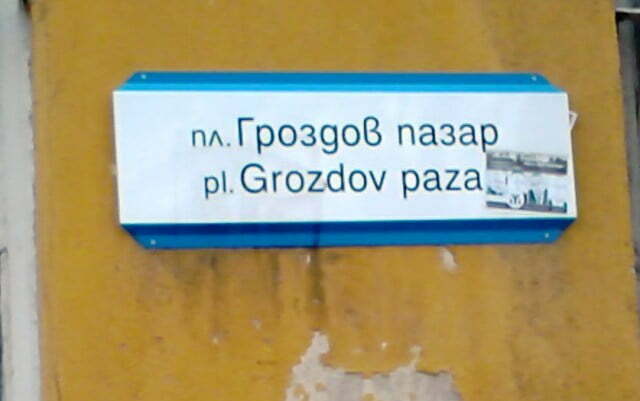 пл. Гроздов пазар
pl. Grozdov paza